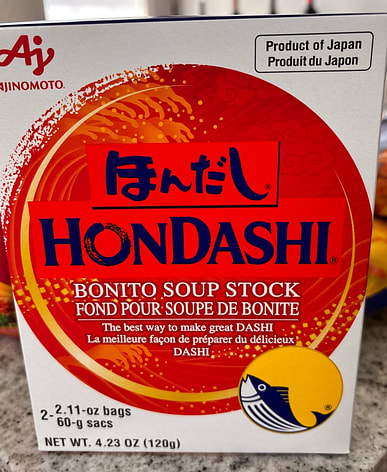 Aj
AJINOMOTO®
Product of Japan
Produit du Japon
ほんだし®
HONDASHI®
BONITO SOUP STOCK
FOND POUR SOUPE DE BONITE
The best way to make great DASHI
La meilleure façon de préparer du délicieux
DASHI
2-2.11-oz bags
60-g sacs
®
NET WT. 4.23 OZ (120g)